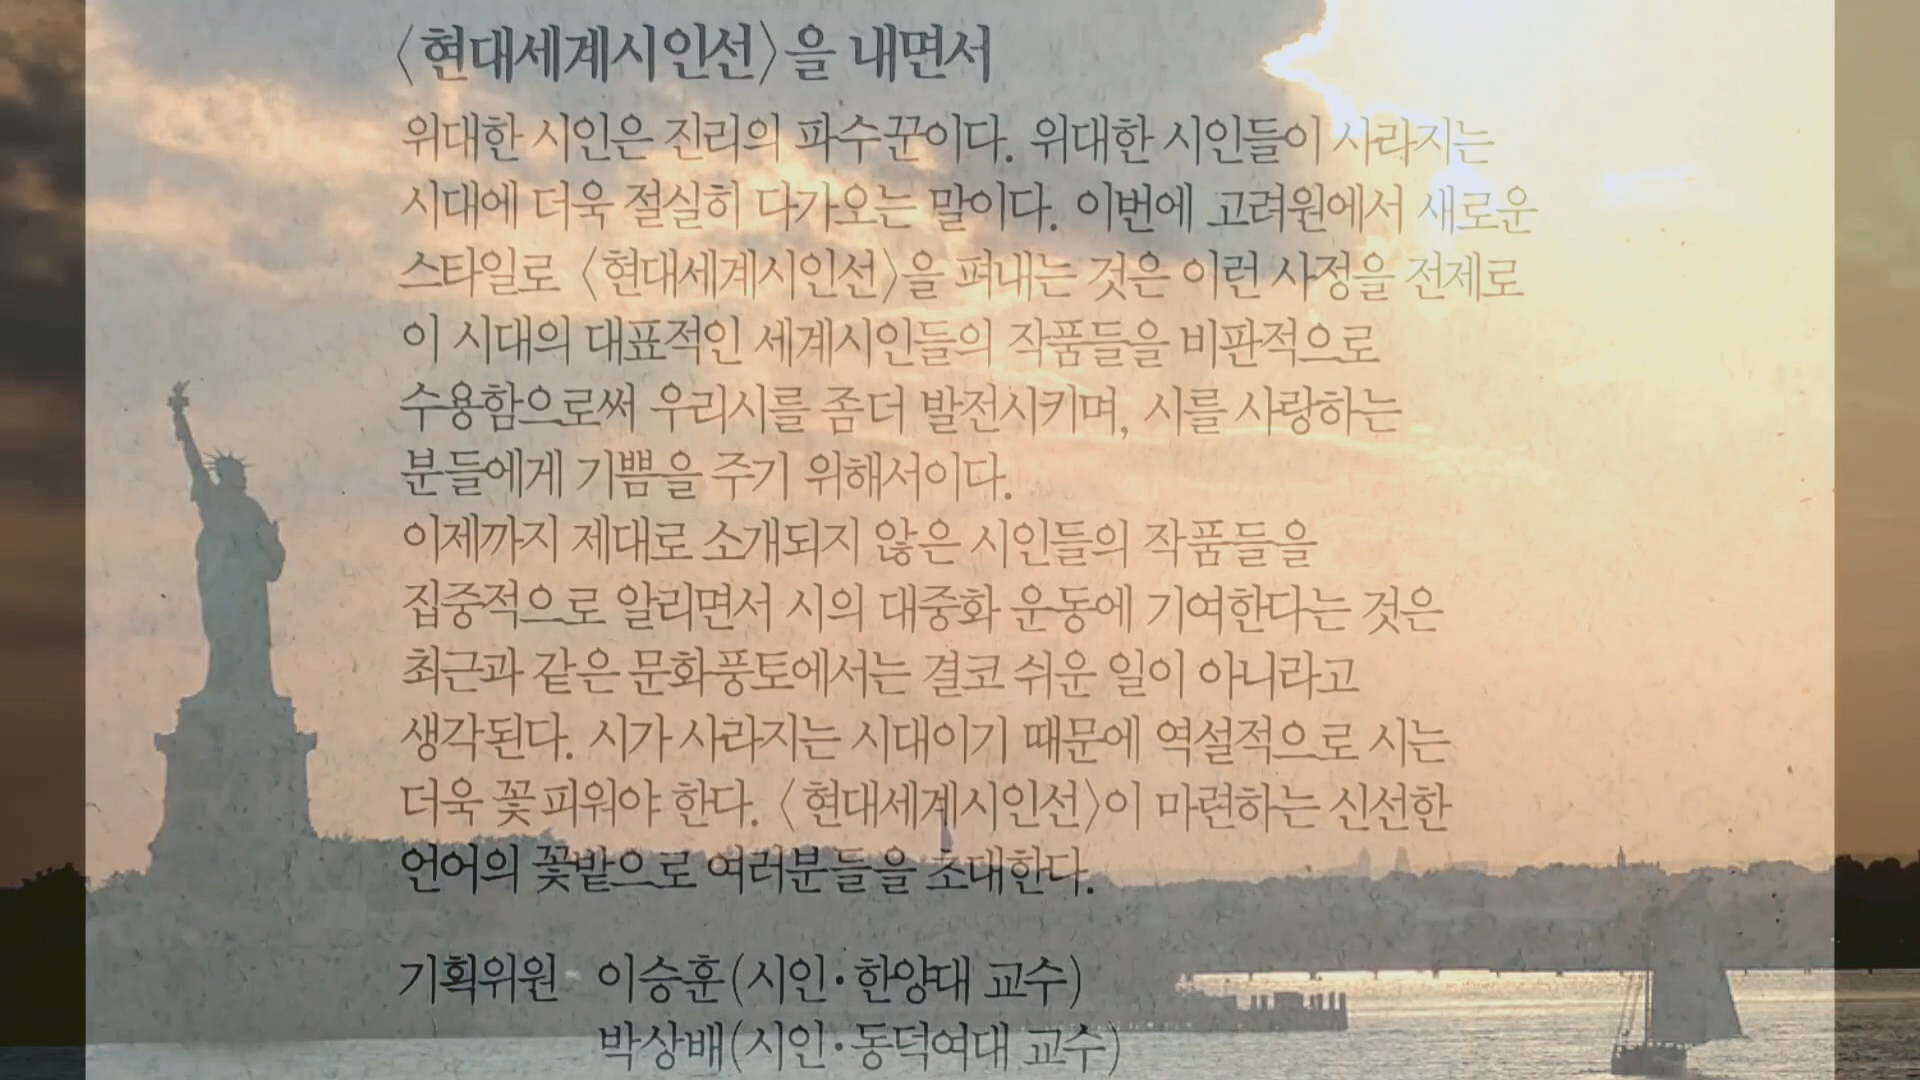 〈현대세계시인선〉을 내면서
위대한 시인은 진리의 파수꾼이다. 위대한 시인들이 사라지는
시대에 더욱 절실히 다가오는 말이다. 이번에 고려원에서 새로운
스타일로 〈현대세계시인선〉을 펴내는 것은 이런 사정을 전제로
이 시대의 대표적인 세계시인들의 작품들을 비판적으로
수용함으로써 우리시를 좀더 발전시키며, 시를 사랑하는
분들에게 기쁨을 주기 위해서이다.
이제까지 제대로 소개되지 않은 시인들의 작품들을
집중적으로 알리면서 시의 대중화 운동에 기여한다는 것은
최근과 같은 문화풍토에서는 결코 쉬운 일이 아니라고
생각된다. 시가 사라지는 시대이기 때문에 역설적으로 시는
더욱 꽃피워야 한다. 〈현대세계시인선〉이 마련하는 신선한
언어의 꽃밭으로 여러분들을 초대한다.
기획위원 이승훈(시인·한양대 교수)
박상배(시인·동덕여대 교수)